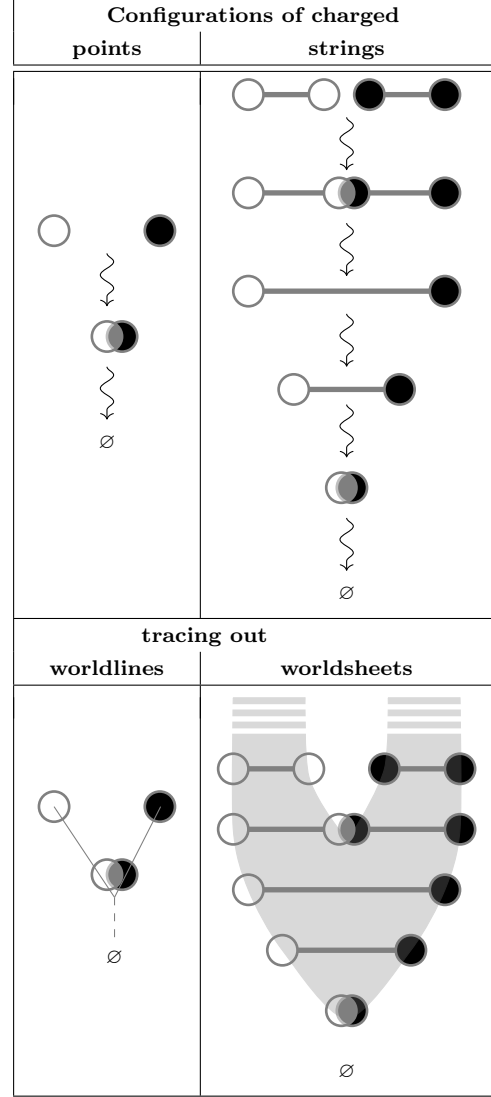 Configurations of charged
points strings
∅
∅
tracing out
worldlines worldsheets
∅
∅